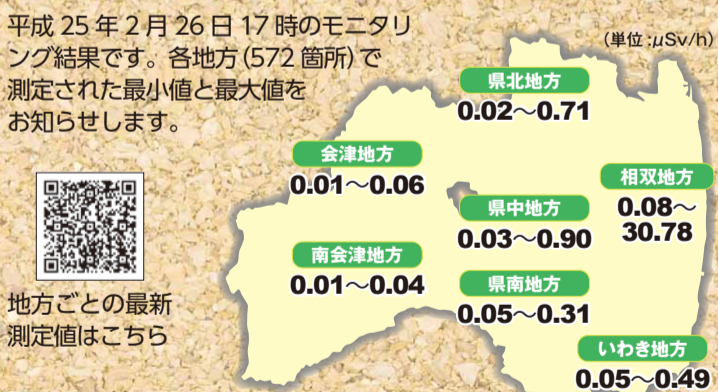 平成 25 年 2 月 26 日 17 時のモニタリ
ング結果です。各地方（572 箇所）で
測定された最小値と最大値を
お知らせします。
（単位:μSv/h）
県北地方
0.02～0.71
会津地方
0.01～0.06
相双地方
0.08～
30.78
県中地方
0.03～0.90
南会津地方
0.01～0.04
県南地方
0.05～0.31
いわき地方
0.05～0.49
地方ごとの最新
測定値はこちら